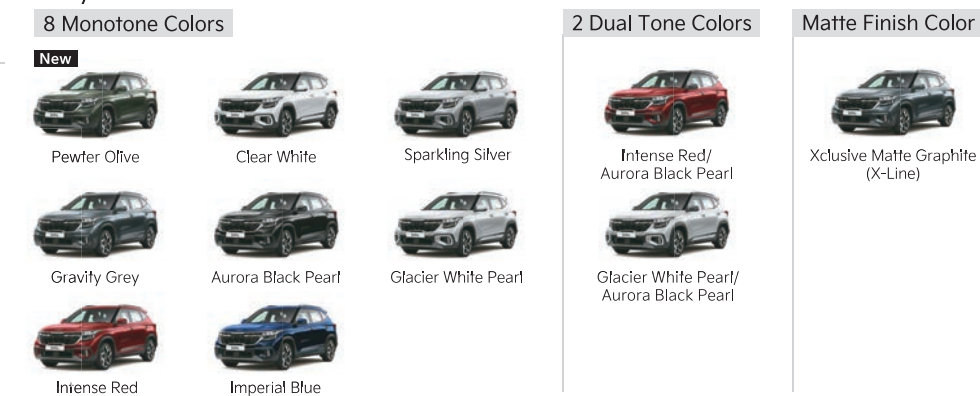 8 Monotone Colors
2 Dual Tone Colors
Matte Finish Color
New
Pewter Olive
Clear White
Sparkling Silver
Intense Red/
Aurora Black Pearl
Xclusive Matte Graphite
(X-Line)
Gravity Grey
Aurora Black Pearl
Glacier White Pearl
Glacier White Pearl/
Aurora Black Pearl
Intense Red
Imperial Blue